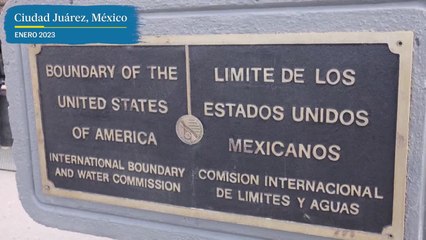 Ciudad Juárez, México
ENERO 2023
BOUNDARY OF THE
UNITED STATES
OF AMERICA
INTERNATIONAL BOUNDARY
AND WATER COMMISSION
LIMITE DE LOS
ESTADOS UNIDOS
MEXICANOS
COMISION INTERNACIONAL
DE LIMITES Y AGUAS